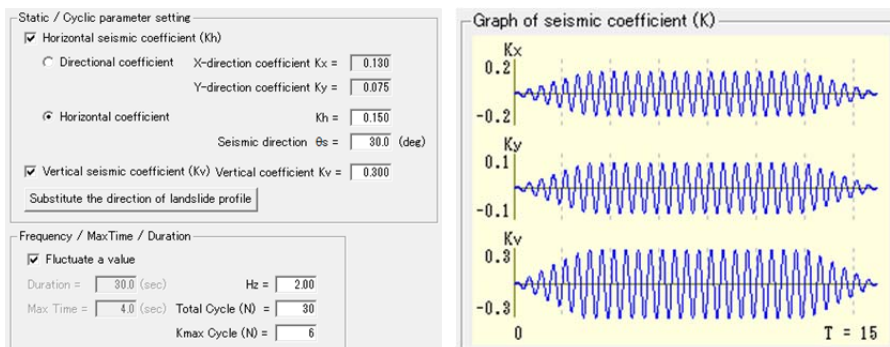 Static / Cyclic parameter setting
Horizontal seismic coefficient (Kh)
Directional coefficient X-direction coefficient Kx = 0.130
Y-direction coefficient Ky = 0.075
Horizontal coefficient Kh = 0.150
Seismic direction θs = 30.0 (deg)
Vertical seismic coefficient (Kv) Vertical coefficient Kv = 0.300
Substitute the direction of landslide profile
Frequency / MaxTime / Duration
Fluctuate a value
Duration = 30.0 (sec) Hz = 2.00
Max Time = 4.0 (sec) Total Cycle (N) = 30
Kmax Cycle (N) = 6
Graph of seismic coefficient (K)
Kx
0.2
-0.2
Ky
0.1
-0.1
Kv
0.3
-0.3
0 T = 15